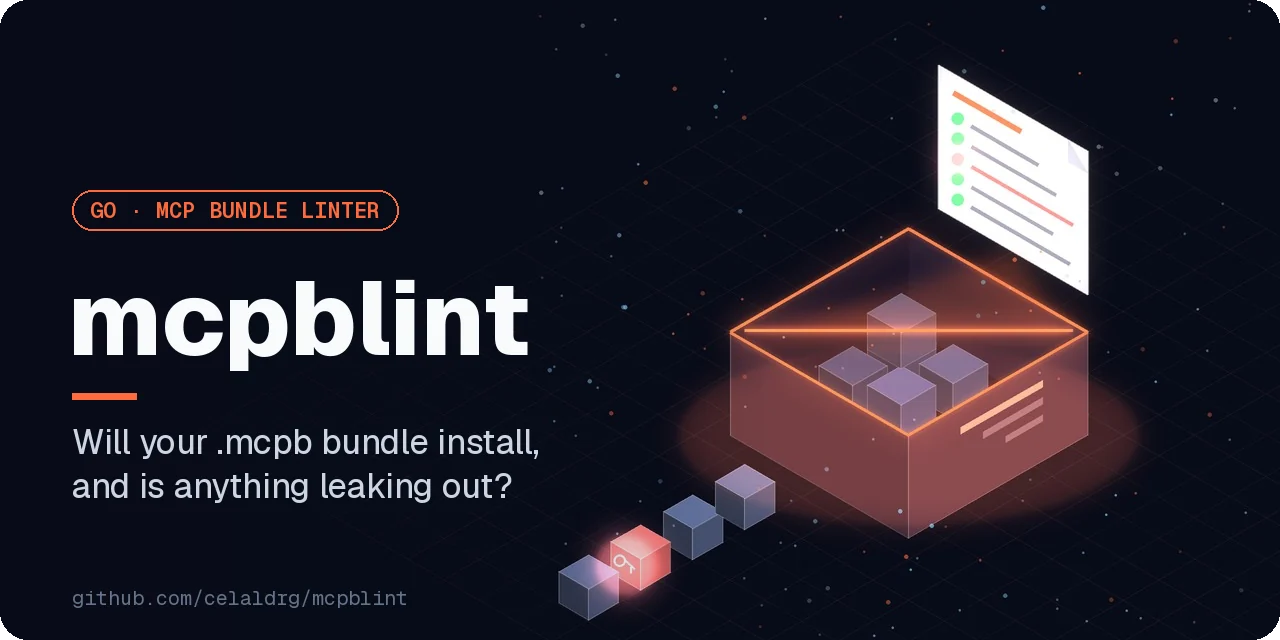 GO · MCP BUNDLE LINTER
mcpblint
Will your .mcpb bundle install,
and is anything leaking out?
github.com/celaldrg/mcpblint